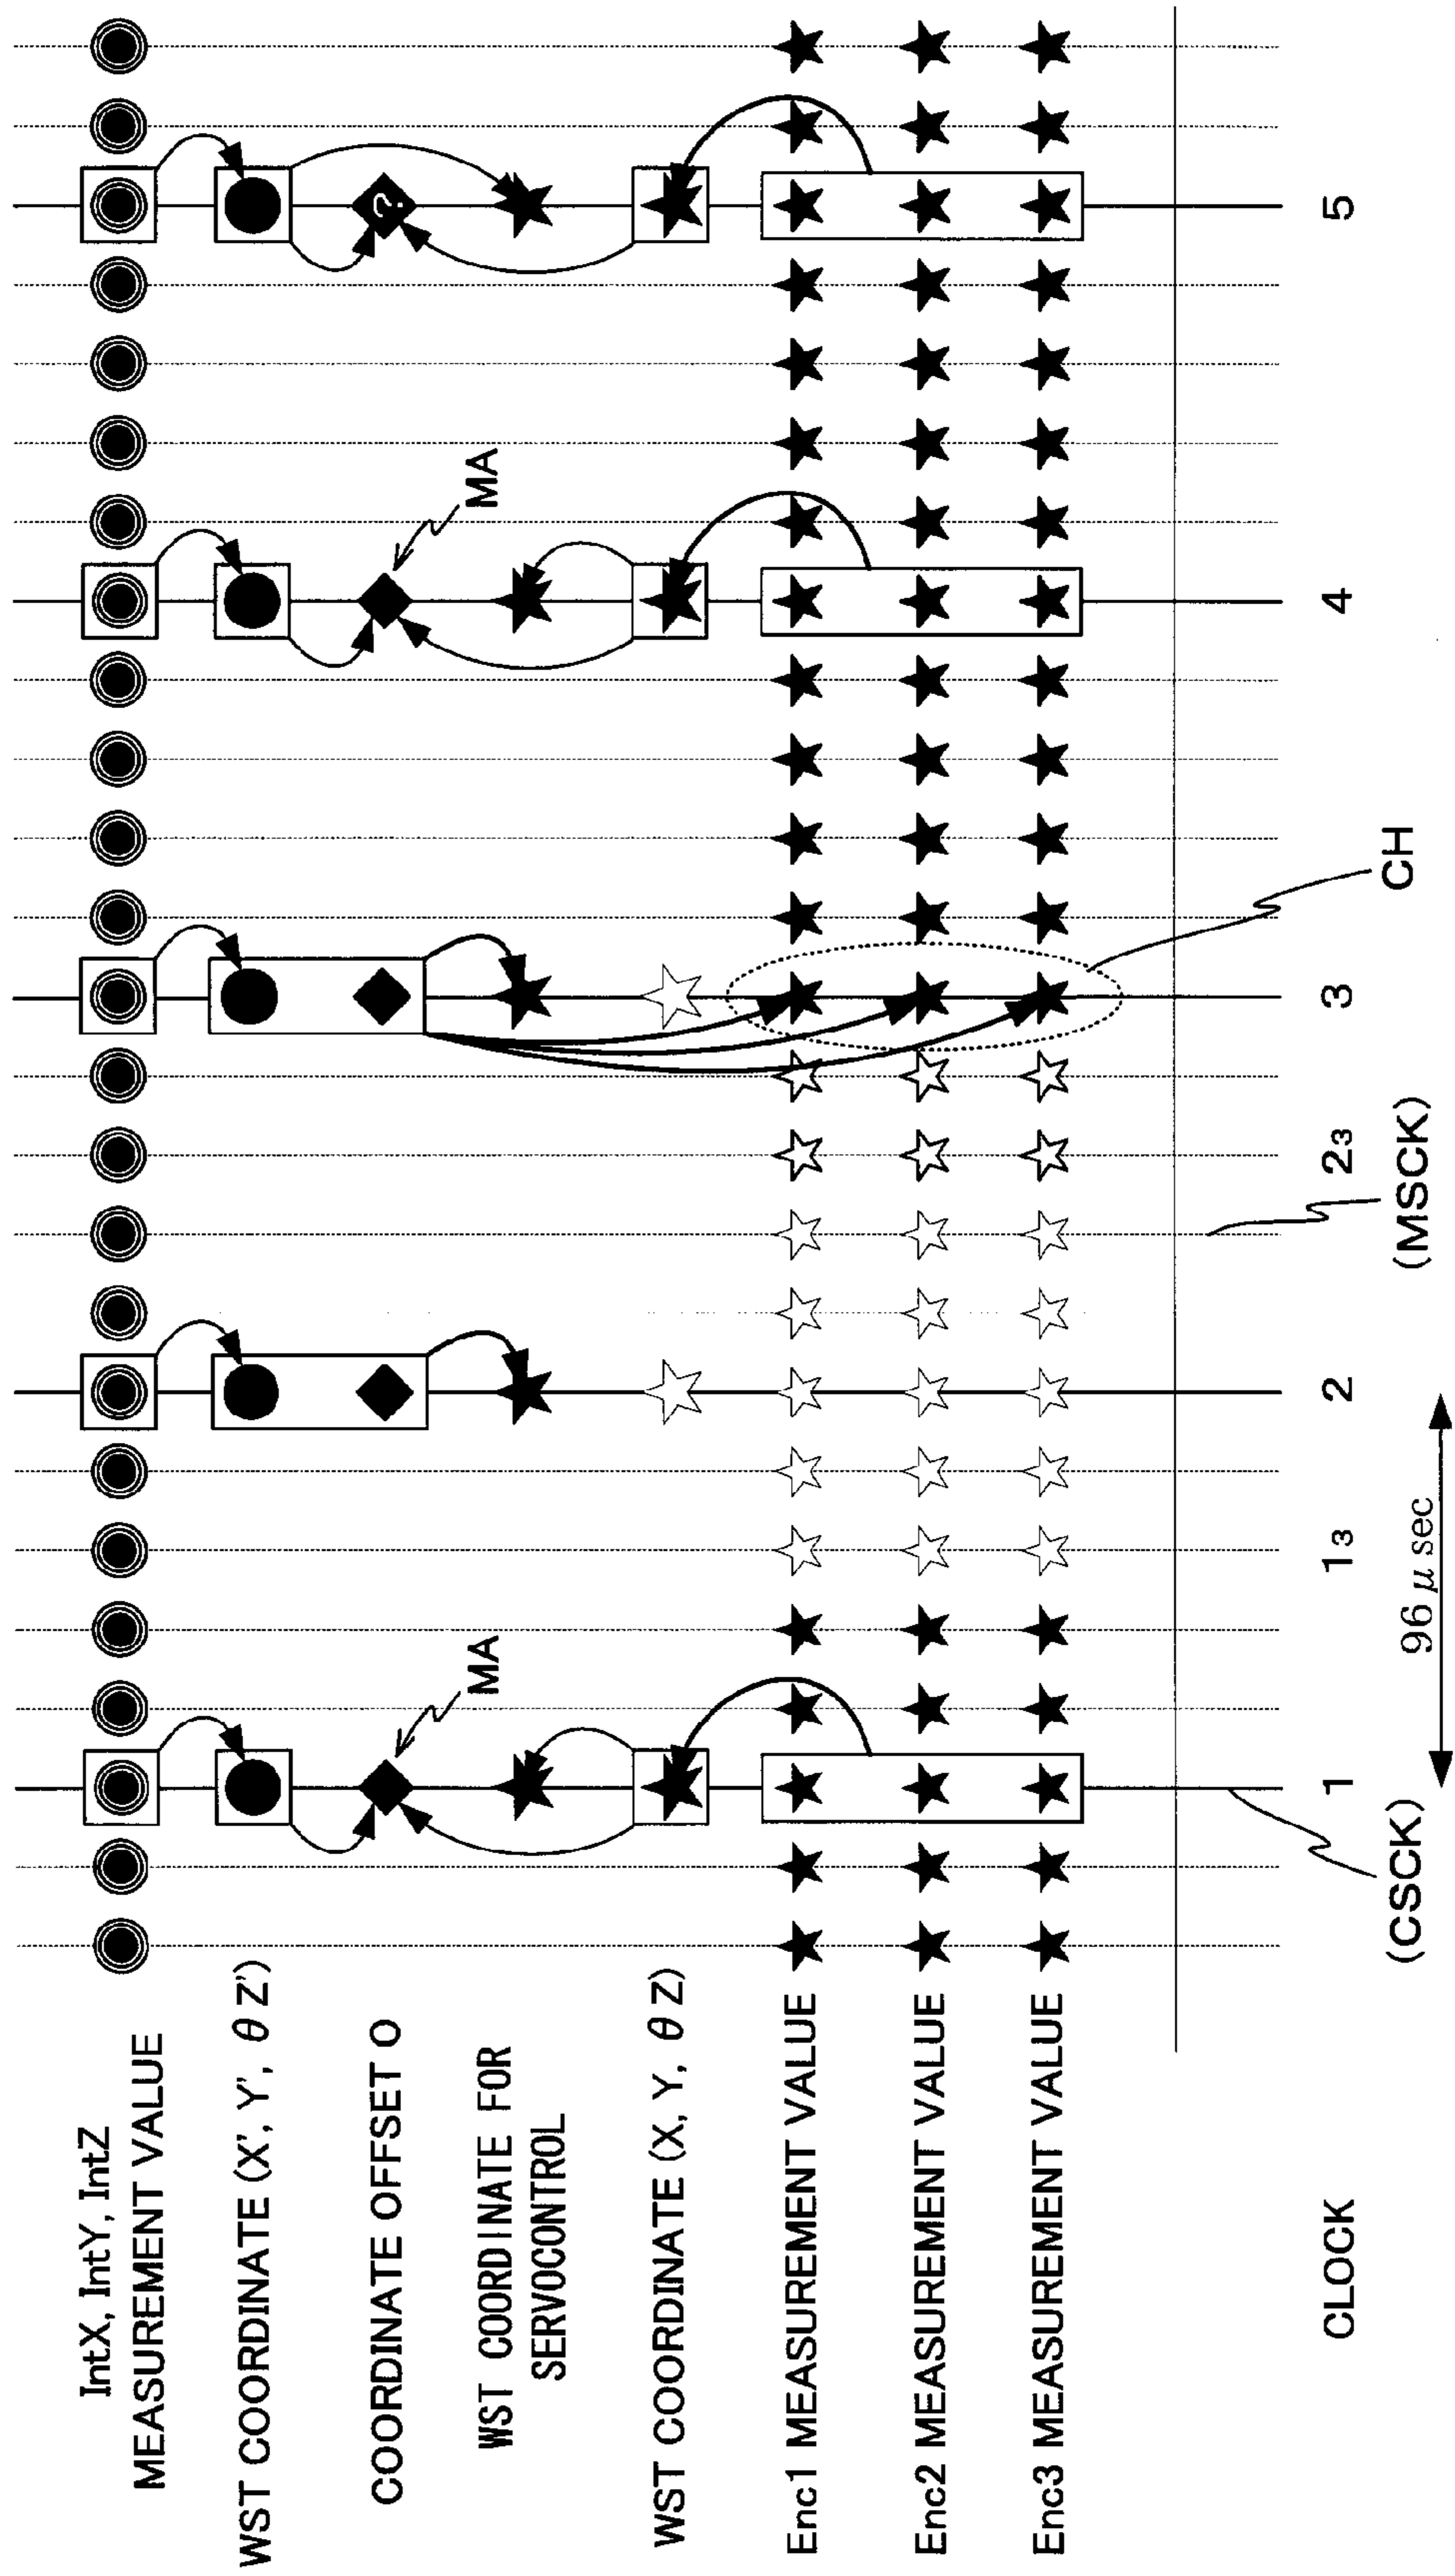 IntX, IntY, IntZ
MEASUREMENT VALUE
WST COORDINATE (X', Y', θZ')
COORDINATE OFFSET O
MA
MA
?
WST COORDINATE FOR
SERVOCONTROL
WST COORDINATE (X, Y, θZ)
Enc1 MEASUREMENT VALUE
Enc2 MEASUREMENT VALUE
Enc3 MEASUREMENT VALUE
CLOCK
1
13
2
23
3
4
5
(CSCK)
(MSCK)
CH
96 μ sec